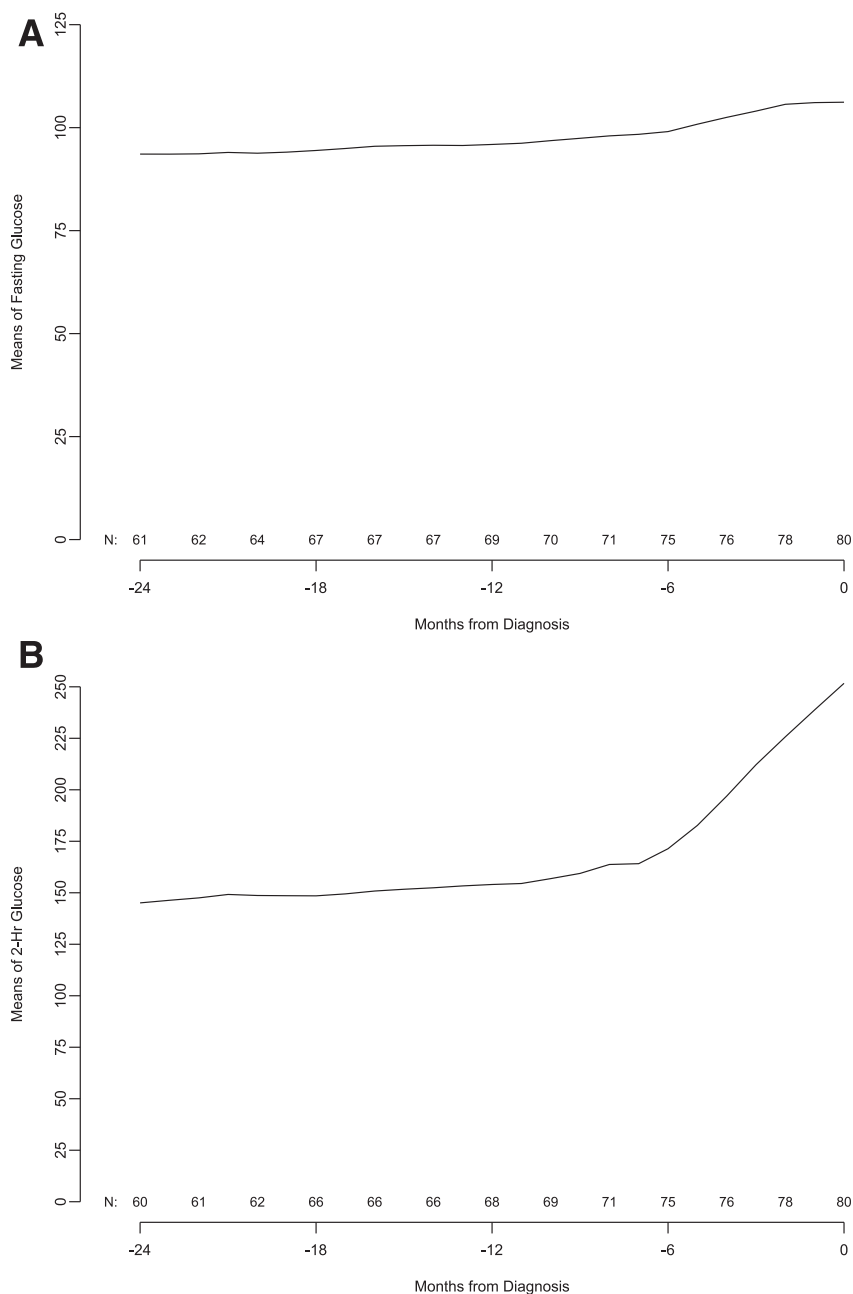 A
125
100
75
50
25
0
Means of Fasting Glucose
N: 61 62 64 67 67 67 69 70 71 75 76 78 80
-24 -18 -12 -6 0
Months from Diagnosis
B
250
225
200
175
150
125
100
75
50
25
0
Means of 2-Hr Glucose
N: 60 61 62 66 66 66 68 69 71 75 76 78 80
-24 -18 -12 -6 0
Months from Diagnosis